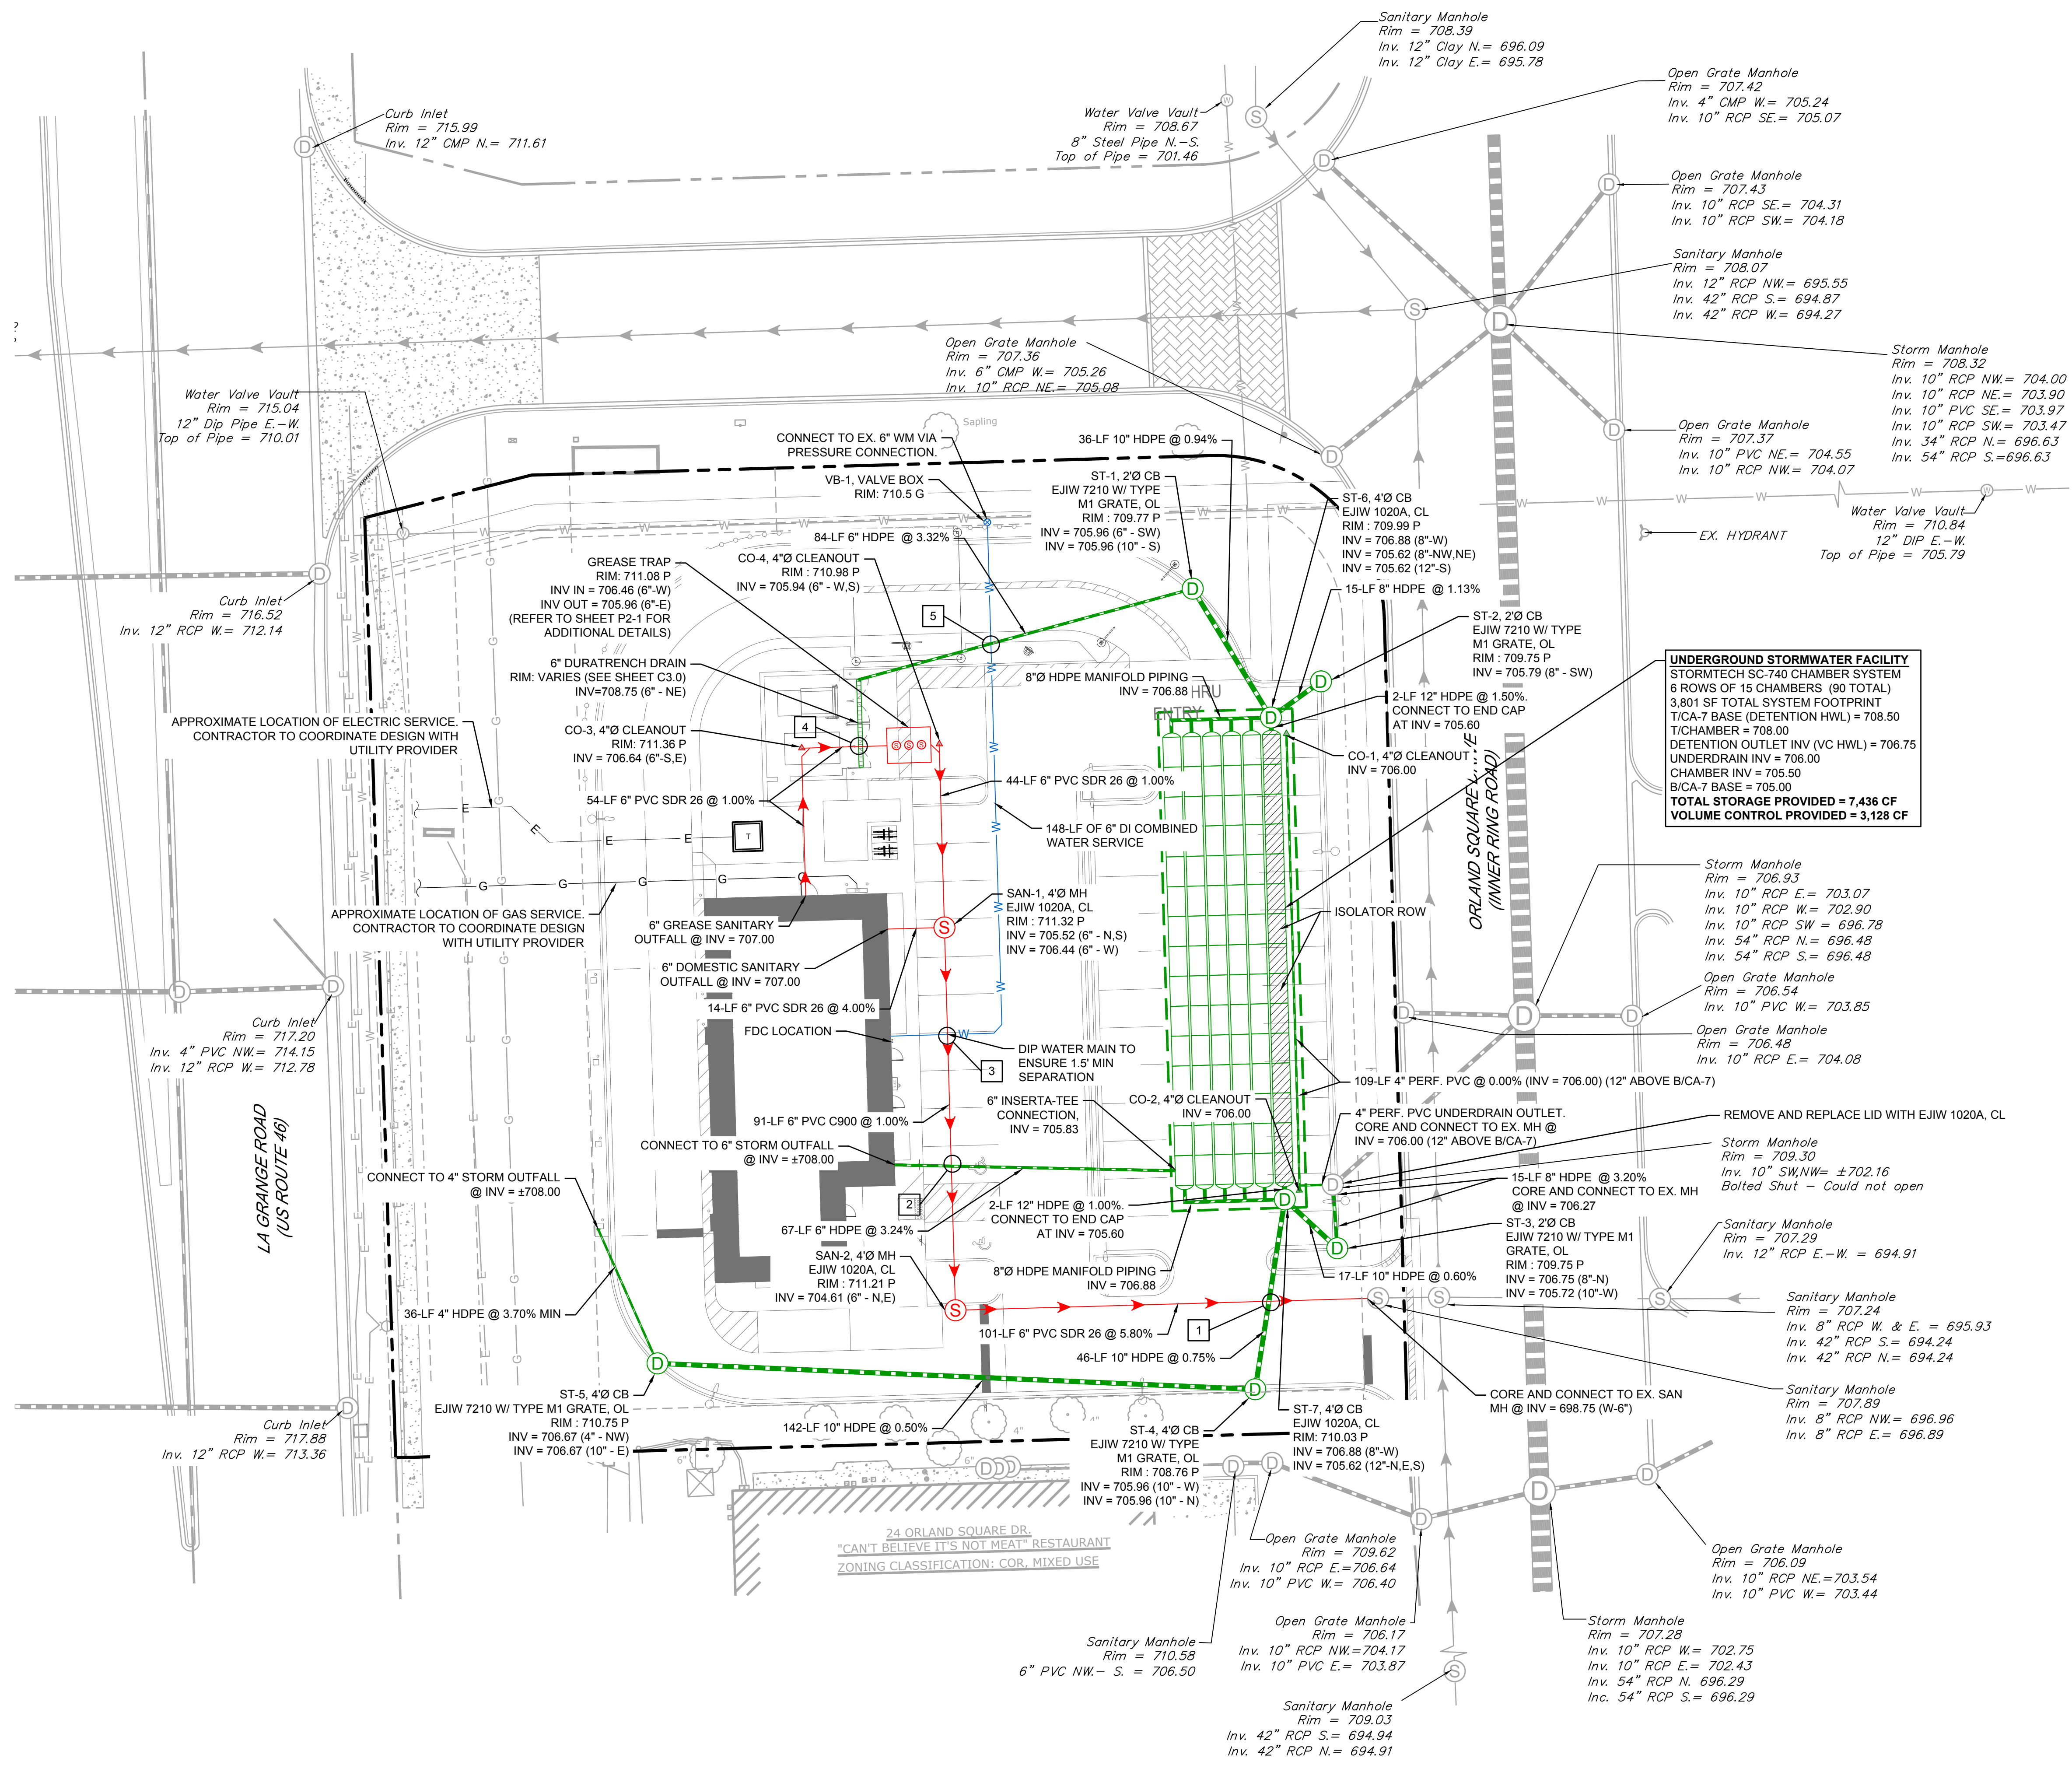 Sanitary Manhole
Rim = 708.39
Inv. 12" Clay N.= 696.09
Inv. 12" Clay E.= 695.78
Open Grate Manhole
Rim = 707.42
Inv. 4" CMP W.= 705.24
Inv. 10" RCP SE.= 705.07
Curb Inlet
Rim = 715.99
Inv. 12" CMP N.= 711.61
Water Valve Vault
Rim = 708.67
8" Steel Pipe N.-S.
Top of Pipe = 701.46
Open Grate Manhole
Rim = 707.43
Inv. 10" RCP SE.= 704.31
Inv. 10" RCP SW.= 704.18
Sanitary Manhole
Rim = 708.07
Inv. 12" RCP NW.= 695.55
Inv. 42" RCP S.= 694.87
Inv. 42" RCP W.= 694.27
Open Grate Manhole
Rim = 707.36
Inv. 6" CMP W.= 705.26
Inv. 10" RCP NE.= 705.08
Storm Manhole
Rim = 708.32
Inv. 10" RCP NW.= 704.00
Inv. 10" RCP NE.= 703.90
Inv. 10" PVC SE.= 703.97
Inv. 10" RCP SW.= 703.47
Inv. 34" RCP N.= 696.63
Inv. 54" RCP S.=696.63
Water Valve Vault
Rim = 715.04
12" Dip Pipe E.-W.
Top of Pipe = 710.01
Sapling
Open Grate Manhole
Rim = 707.37
Inv. 10" PVC NE.= 704.55
Inv. 10" RCP NW.= 704.07
CONNECT TO EX. 6" WM VIA
PRESSURE CONNECTION.
36-LF 10" HDPE @ 0.94%
VB-1, VALVE BOX
RIM: 710.5 G
ST-1, 2'Ø CB
EJIW 7210 W/ TYPE
M1 GRATE, OL
RIM : 709.77 P
INV = 705.96 (6" - SW)
INV = 705.96 (10" - S)
ST-6, 4'Ø CB
EJIW 1020A, CL
RIM : 709.99 P
INV = 706.88 (8"-W)
INV = 705.62 (8"-NW,NE)
INV = 705.62 (12"-S)
Water Valve Vault
Rim = 710.84
12" DIP E.-W.
Top of Pipe = 705.79
EX. HYDRANT
84-LF 6" HDPE @ 3.32%
GREASE TRAP
RIM: 711.08 P
INV IN = 706.46 (6"-W)
INV OUT = 705.96 (6"-E)
(REFER TO SHEET P2-1 FOR
ADDITIONAL DETAILS)
CO-4, 4"Ø CLEANOUT
RIM : 710.98 P
INV = 705.94 (6" - W,S)
Curb Inlet
Rim = 716.52
Inv. 12" RCP W.= 712.14
15-LF 8" HDPE @ 1.13%
5
ST-2, 2'Ø CB
EJIW 7210 W/ TYPE
M1 GRATE, OL
RIM : 709.75 P
INV = 705.79 (8" - SW)
6" DURATRENCH DRAIN
RIM: VARIES (SEE SHEET C3.0)
INV=708.75 (6" - NE)
8"Ø HDPE MANIFOLD PIPING
INV = 706.88
HRU
ENTRY
2-LF 12" HDPE @ 1.50%.
CONNECT TO END CAP
AT INV = 705.60
UNDERGROUND STORMWATER FACILITY
STORMTECH SC-740 CHAMBER SYSTEM
6 ROWS OF 15 CHAMBERS (90 TOTAL)
3,801 SF TOTAL SYSTEM FOOTPRINT
T/CA-7 BASE (DETENTION HWL) = 708.50
T/CHAMBER = 708.00
DETENTION OUTLET INV (VC HWL) = 706.75
UNDERDRAIN INV = 706.00
CHAMBER INV = 705.50
B/CA-7 BASE = 705.00
TOTAL STORAGE PROVIDED = 7,436 CF
VOLUME CONTROL PROVIDED = 3,128 CF
APPROXIMATE LOCATION OF ELECTRIC SERVICE.
CONTRACTOR TO COORDINATE DESIGN WITH
UTILITY PROVIDER
4
CO-3, 4"Ø CLEANOUT
RIM: 711.36 P
INV = 706.64 (6"-S,E)
CO-1, 4"Ø CLEANOUT
INV = 706.00
44-LF 6" PVC SDR 26 @ 1.00%
54-LF 6" PVC SDR 26 @ 1.00%
148-LF OF 6" DI COMBINED
WATER SERVICE
T
(INNER RING ROAD)
Storm Manhole
Rim = 706.93
Inv. 10" RCP E.= 703.07
Inv. 10" RCP W.= 702.90
Inv. 10" RCP SW = 696.78
Inv. 54" RCP N.= 696.48
Inv. 54" RCP S.= 696.48
APPROXIMATE LOCATION OF GAS SERVICE.
CONTRACTOR TO COORDINATE DESIGN
WITH UTILITY PROVIDER
SAN-1, 4'Ø MH
EJIW 1020A, CL
RIM : 711.32 P
INV = 705.52 (6" - N,S)
INV = 706.44 (6" - W)
ISOLATOR ROW
6" GREASE SANITARY
OUTFALL @ INV = 707.00
6" DOMESTIC SANITARY
OUTFALL @ INV = 707.00
Open Grate Manhole
Rim = 706.54
Inv. 10" PVC W.= 703.85
14-LF 6" PVC SDR 26 @ 4.00%
Curb Inlet
Rim = 717.20
Inv. 4" PVC NW.= 714.15
Inv. 12" RCP W.= 712.78
FDC LOCATION
Open Grate Manhole
Rim = 706.48
Inv. 10" RCP E.= 704.08
DIP WATER MAIN TO
ENSURE 1.5' MIN
SEPARATION
3
109-LF 4" PERF. PVC @ 0.00% (INV = 706.00) (12" ABOVE B/CA-7)
6" INSERTA-TEE
CONNECTION,
INV = 705.83
CO-2, 4"Ø CLEANOUT
INV = 706.00
91-LF 6" PVC C900 @ 1.00%
4" PERF. PVC UNDERDRAIN OUTLET.
CORE AND CONNECT TO EX. MH @
INV = 706.00 (12" ABOVE B/CA-7)
REMOVE AND REPLACE LID WITH EJIW 1020A, CL
LA GRANGE ROAD
(US ROUTE 46)
CONNECT TO 6" STORM OUTFALL
@ INV = ±708.00
Storm Manhole
Rim = 709.30
Inv. 10" SW,NW= ±702.16
Bolted Shut - Could not open
CONNECT TO 4" STORM OUTFALL
@ INV = ±708.00
2
2-LF 12" HDPE @ 1.00%.
CONNECT TO END CAP
AT INV = 705.60
15-LF 8" HDPE @ 3.20%
CORE AND CONNECT TO EX. MH
@ INV = 706.27
67-LF 6" HDPE @ 3.24%
ST-3, 2'Ø CB
EJIW 7210 W/ TYPE M1
GRATE, OL
RIM : 709.75 P
INV = 706.75 (8"-N)
INV = 705.72 (10"-W)
Sanitary Manhole
Rim = 707.29
Inv. 12" RCP E.-W. = 694.91
SAN-2, 4'Ø MH
EJIW 1020A, CL
RIM : 711.21 P
INV = 704.61 (6" - N,E)
8"Ø HDPE MANIFOLD PIPING
INV = 706.88
17-LF 10" HDPE @ 0.60%
36-LF 4" HDPE @ 3.70% MIN
Sanitary Manhole
Rim = 707.24
Inv. 8" RCP W. & E. = 695.93
Inv. 42" RCP S.= 694.24
Inv. 42" RCP N.= 694.24
101-LF 6" PVC SDR 26 @ 5.80%
1
46-LF 10" HDPE @ 0.75%
ST-5, 4'Ø CB
EJIW 7210 W/ TYPE M1 GRATE, OL
RIM : 710.75 P
INV = 706.67 (4" - NW)
INV = 706.67 (10" - E)
CORE AND CONNECT TO EX. SAN
MH @ INV = 698.75 (W-6")
Sanitary Manhole
Rim = 707.89
Inv. 8" RCP NW.= 696.96
Inv. 8" RCP E.= 696.89
Curb Inlet
Rim = 717.88
Inv. 12" RCP W.= 713.36
142-LF 10" HDPE @ 0.50%
ST-4, 4'Ø CB
EJIW 7210 W/ TYPE
M1 GRATE, OL
RIM : 708.76 P
INV = 705.96 (10" - W)
INV = 705.96 (10" - N)
ST-7, 4'Ø CB
EJIW 1020A, CL
RIM: 710.03 P
INV = 706.88 (8"-W)
INV = 705.62 (12"-N,E,S)
24 ORLAND SQUARE DR.
"CAN'T BELIEVE IT'S NOT MEAT" RESTAURANT
ZONING CLASSIFICATION: COR, MIXED USE
Open Grate Manhole
Rim = 709.62
Inv. 10" RCP E.=706.64
Inv. 10" PVC W.= 706.40
Open Grate Manhole
Rim = 706.09
Inv. 10" RCP NE.=703.54
Inv. 10" PVC W.= 703.44
Sanitary Manhole
Rim = 710.58
6" PVC NW.- S. = 706.50
Open Grate Manhole
Rim = 706.17
Inv. 10" RCP NW.=704.17
Inv. 10" PVC E.= 703.87
Storm Manhole
Rim = 707.28
Inv. 10" RCP W.= 702.75
Inv. 10" RCP E.= 702.43
Inv. 54" RCP N. 696.29
Inc. 54" RCP S.= 696.29
Sanitary Manhole
Rim = 709.03
Inv. 42" RCP S.= 694.94
Inv. 42" RCP N.= 694.91